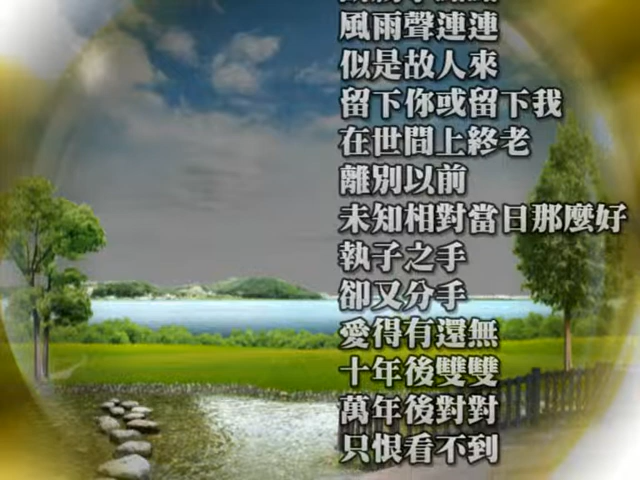 風雨聲連連
似是故人來
留下你或留下我
在世間上終老
離別以前
未知相對當日那麼好
執子之手
卻又分手
愛得有還無
十年後雙雙
萬年後對對
只恨看不到